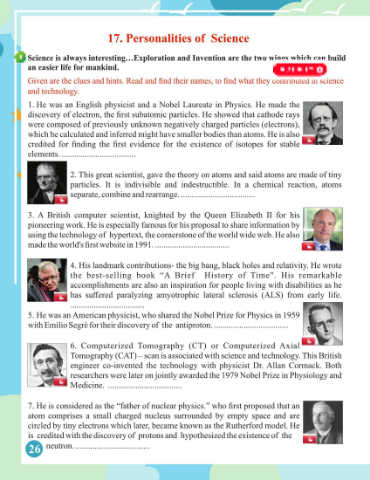 17. Personalities of Science
Science is always interesting…Exploration and Invention are the two wings which can build
an easier life for mankind.
Given are the clues and hints. Read and find their names, to find what they contributed in science
and technology.
1. He was an English physicist and a Nobel Laureate in Physics. He made the
discovery of electron, the first subatomic particles. He showed that cathode rays
were composed of previously unknown negatively charged particles (electrons),
which he calculated and inferred might have smaller bodies than atoms. He is also
credited for finding the first evidence for the existence of isotopes for stable
elements. ...................................
2. This great scientist, gave the theory on atoms and said atoms are made of tiny
particles. It is indivisible and indestructible. In a chemical reaction, atoms
separate, combine and rearrange...................................
3. A British computer scientist, knighted by the Queen Elizabeth II for his
pioneering work. He is especially famous for his proposal to share information by
using the technology of hypertext, the cornerstone of the world wide web. He also
made the world's first website in 1991. ...................................
4. His landmark contributions- the big bang, black holes and relativity. He wrote
the best-selling book “A Brief History of Time”. His remarkable
accomplishments are also an inspiration for people living with disabilities as he
has suffered paralyzing amyotrophic lateral sclerosis (ALS) from early life.
...................................
5. He was an American physicist, who shared the Nobel Prize for Physics in 1959
with Emilio Segrè for their discovery of the antiproton. ...................................
6. Computerized Tomography (CT) or Computerized Axial
Tomography (CAT) – scan is associated with science and technology. This British
engineer co-invented the technology with physicist Dr. Allan Cormack. Both
researchers were later on jointly awarded the 1979 Nobel Prize in Physiology and
Medicine. ...................................
7. He is considered as the “father of nuclear physics.” who first proposed that an
atom comprises a small charged nucleus surrounded by empty space and are
circled by tiny electrons which later, became known as the Rutherford model. He
is credited with the discovery of protons and hypothesized the existence of the
neutron. ...................................
26